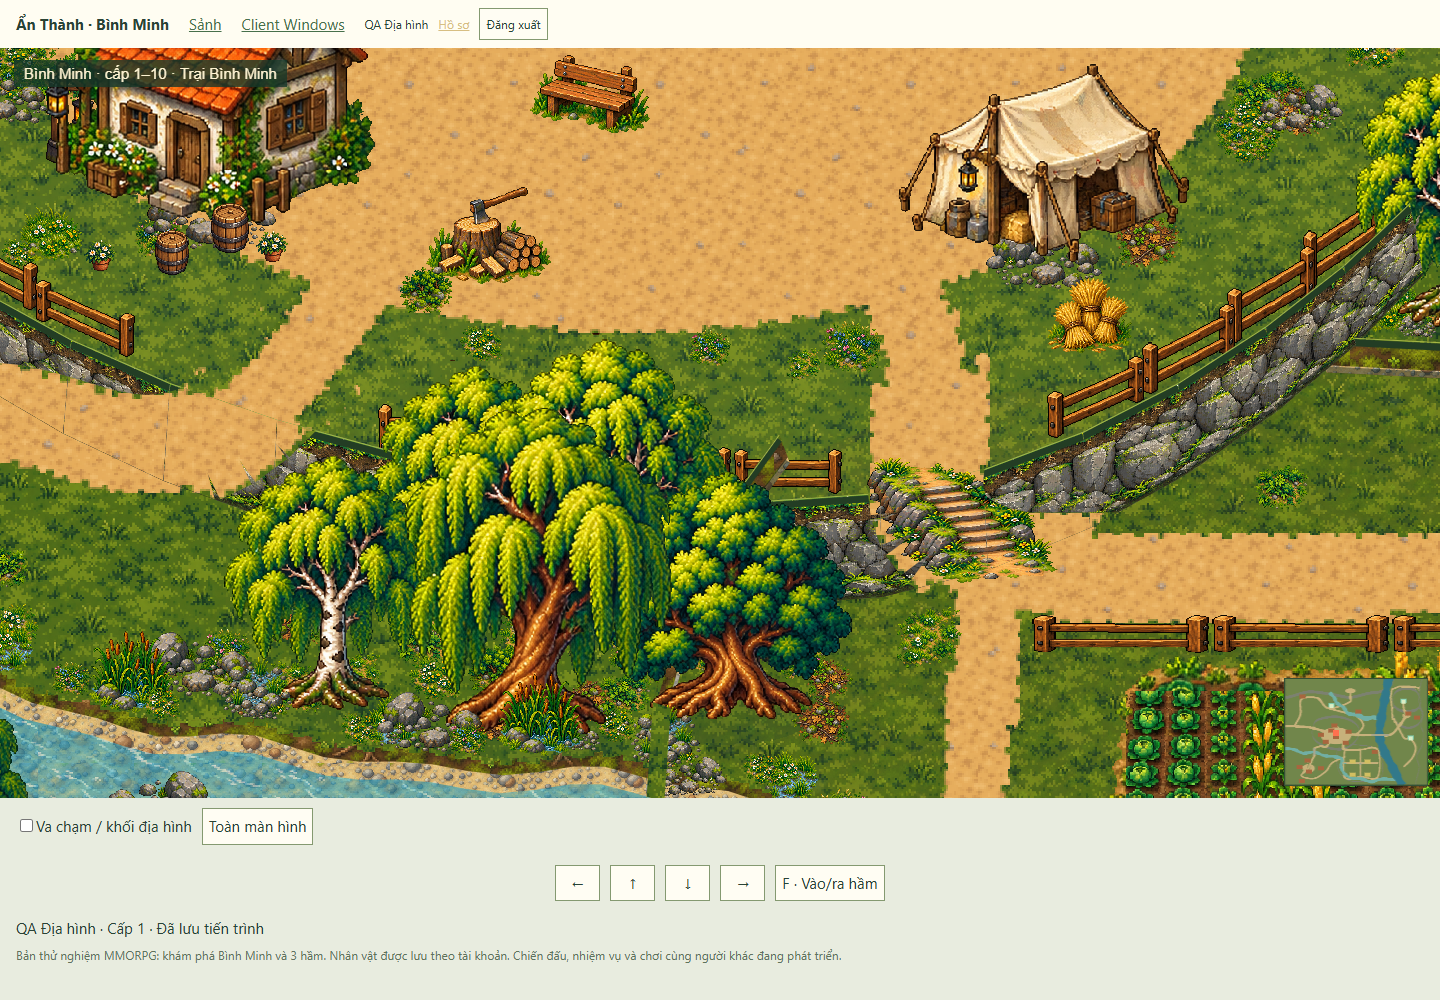 Ẩn Thành · Bình Minh Sảnh Client Windows QA Địa hình Hồ sơ Đăng xuất
Bình Minh · cấp 1–10 · Trại Bình Minh
Va chạm / khối địa hình Toàn màn hình
← ↑ ↓ → F · Vào/ra hầm
QA Địa hình · Cấp 1 · Đã lưu tiến trình
Bản thử nghiệm MMORPG: khám phá Bình Minh và 3 hầm. Nhân vật được lưu theo tài khoản. Chiến đấu, nhiệm vụ và chơi cùng người khác đang phát triển.